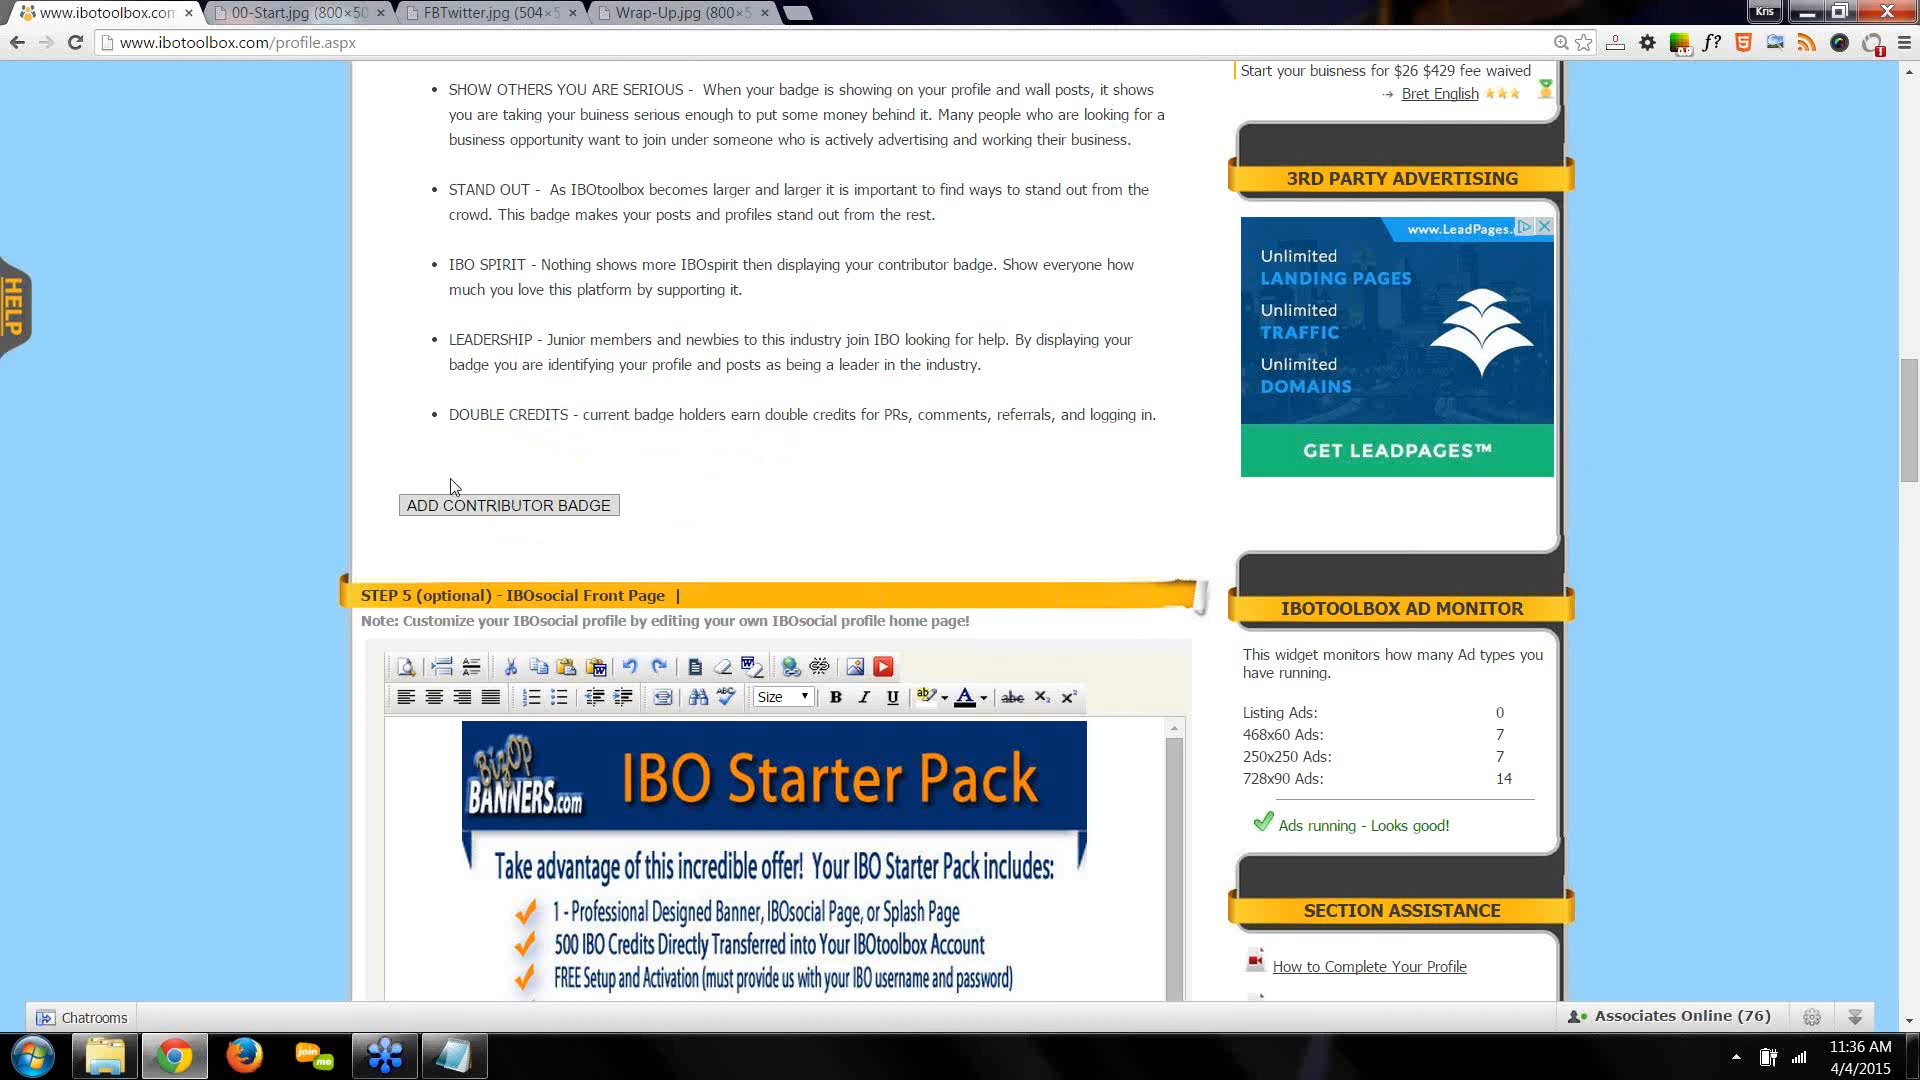 www.ibotoolbox.com/prof
00-Start.jpg (800×50
FBTwitter.jpg (504×5
Wrap-Up.jpg (800×5
Kris
www.ibotoolbox.com/profile.aspx
SHOW OTHERS YOU ARE SERIOUS - When your badge is showing on your profile and wall posts, it shows
you are taking your buiness serious enough to put some money behind it. Many people who are looking for a
business opportunity want to join under someone who is actively advertising and working their business.
STAND OUT - As IBOtoolbox becomes larger and larger it is important to find ways to stand out from the
crowd. This badge makes your posts and profiles stand out from the rest.
IBO SPIRIT - Nothing shows more IBOspirit then displaying your contributor badge. Show everyone how
much you love this platform by supporting it.
LEADERSHIP - Junior members and newbies to this industry join IBO looking for help. By displaying your
badge you are identifying your profile and posts as being a leader in the industry.
DOUBLE CREDITS - current badge holders earn double credits for PRs, comments, referrals, and logging in.
ADD CONTRIBUTOR BADGE
HELP
STEP 5 (optional) - IBOsocial Front Page |
Note: Customize your IBOsocial profile by editing your own IBOsocial profile home page!
Size
BizOp
BANNERS.com
IBO Starter Pack
Take advantage of this incredible offer! Your IBO Starter Pack includes:
1 - Professional Designed Banner, IBOsocial Page, or Splash Page
500 IBO Credits Directly Transferred into Your IBOtoolbox Account
FREE Setup and Activation (must provide us with your IBO username and password)
Start your buisness for $26 $429 fee waived
Bret English
3RD PARTY ADVERTISING
www.LeadPages.
Unlimited
LANDING PAGES
Unlimited
TRAFFIC
Unlimited
DOMAINS
GET LEADPAGES™
IBOTOOLBOX AD MONITOR
This widget monitors how many Ad types you
have running.
Listing Ads: 0
468x60 Ads: 7
250x250 Ads: 7
728x90 Ads: 14
Ads running - Looks good!
SECTION ASSISTANCE
How to Complete Your Profile
Chatrooms
Associates Online (76)
join
me
11:36 AM
4/4/2015